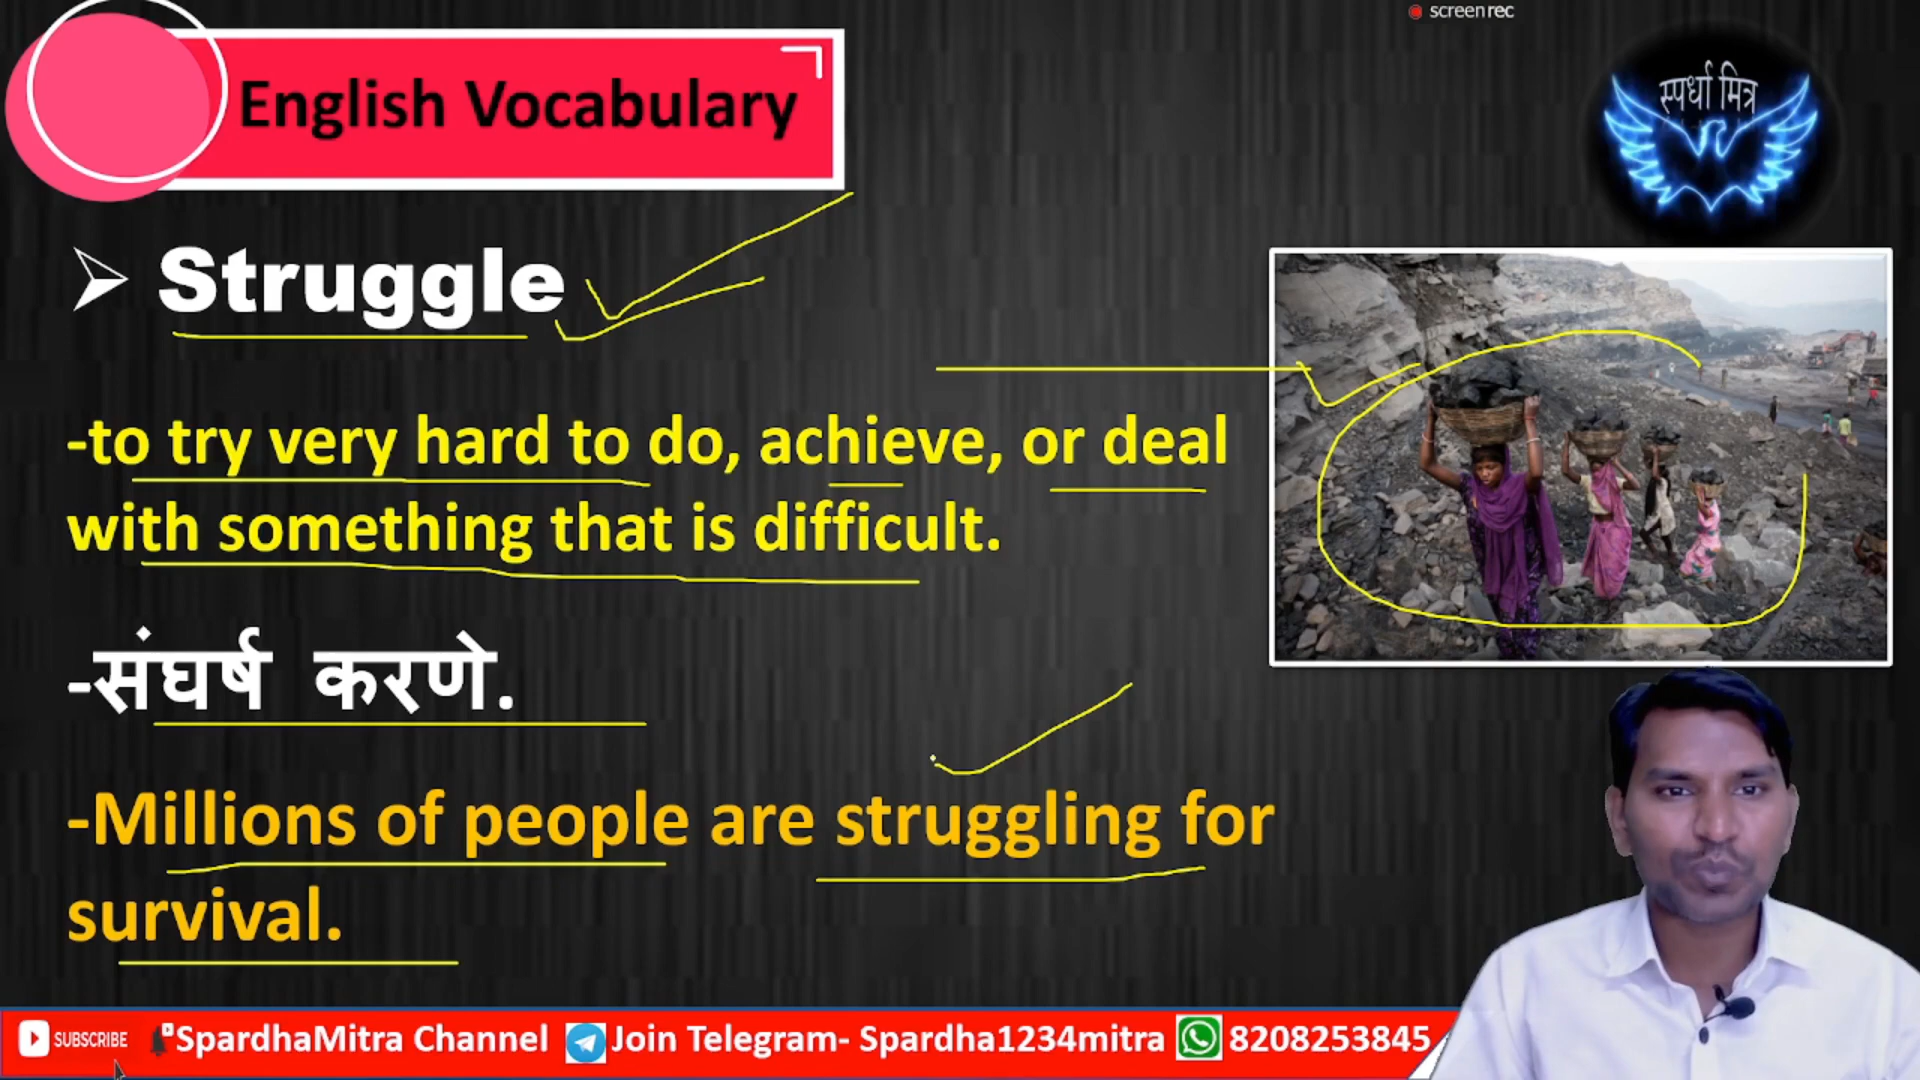 screenrec
English Vocabulary
स्पर्धा मित्र
Struggle
-to try very hard to do, achieve, or deal
with something that is difficult.
-संघर्ष करणे.
-Millions of people are struggling for
survival.
SUBSCRIBE SpardhaMitra Channel Join Telegram- Spardha1234mitra 8208253845